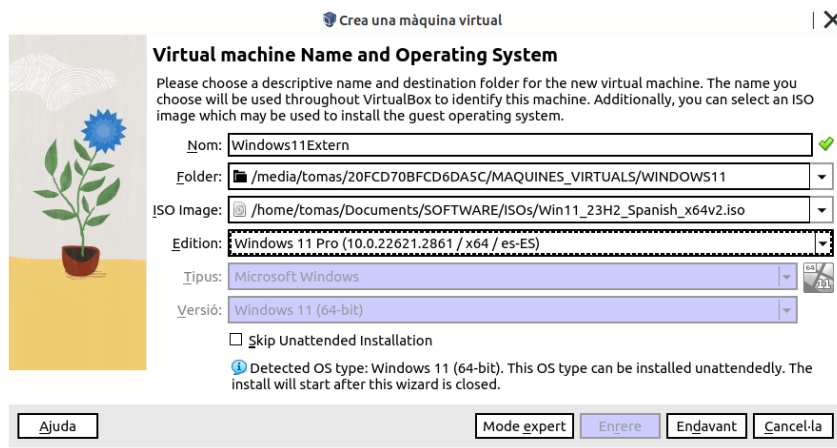 Crea una màquina virtual
Virtual machine Name and Operating System
Please choose a descriptive name and destination folder for the new virtual machine. The name you
choose will be used throughout VirtualBox to identify this machine. Additionally, you can select an ISO
image which may be used to install the guest operating system.
Nom: Windows11Extern
Folder: /media/tomas/20FCD70BFCD6DA5C/MAQUINES_VIRTUALS/WINDOWS11
ISO Image: /home/tomas/Documents/SOFTWARE/ISOs/Win11_23H2_Spanish_x64v2.iso
Edition: Windows 11 Pro (10.0.22621.2861 / x64 / es-ES)
Tipus: Microsoft Windows
64
11
Versió: Windows 11 (64-bit)
Skip Unattended Installation
Detected OS type: Windows 11 (64-bit). This OS type can be installed unattendedly. The
install will start after this wizard is closed.
Ajuda Mode expert Enrere Endavant Cancel·la